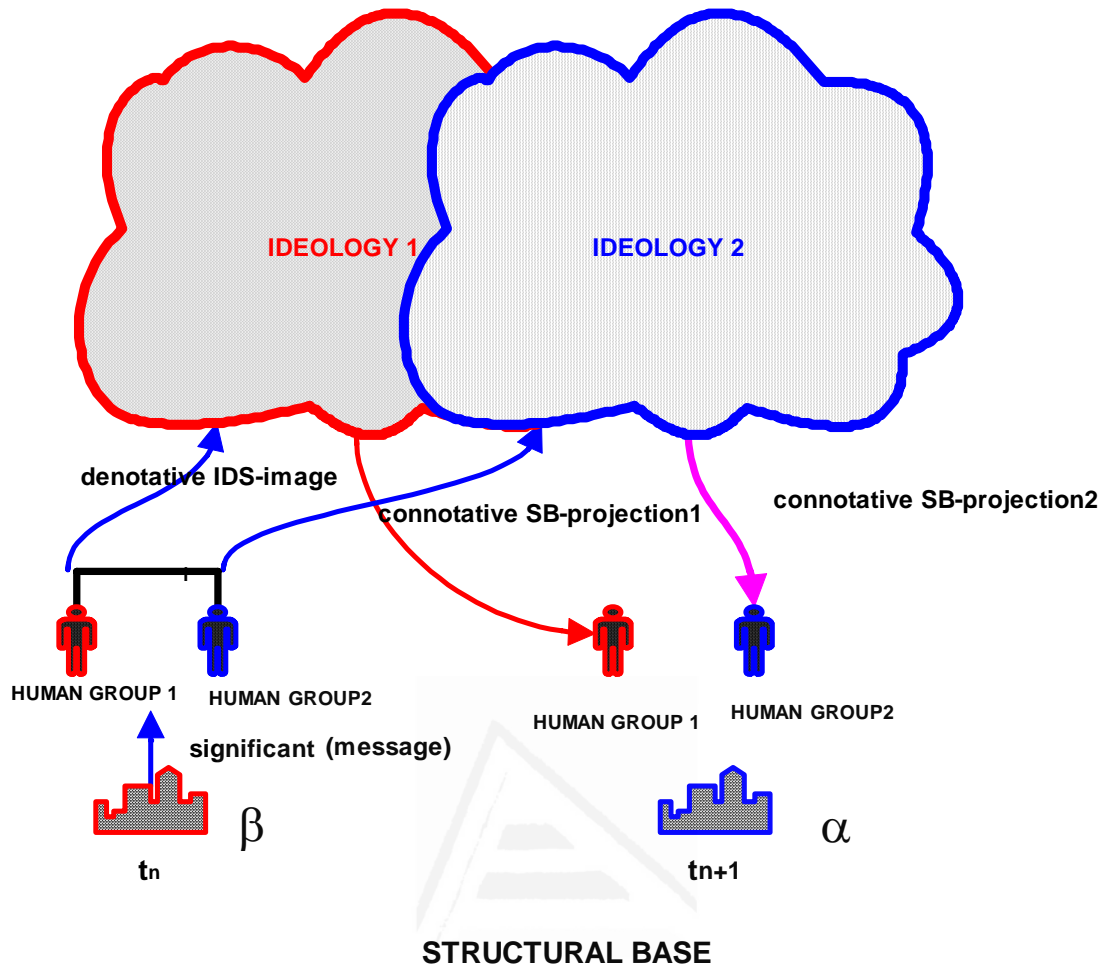 IDEOLOGY 1
IDEOLOGY 2
denotative IDS-image
connotative SB-projection1
connotative SB-projection2
HUMAN GROUP 1
HUMAN GROUP2
HUMAN GROUP 1
HUMAN GROUP2
significant (message)
β
α
tn
tn+1
STRUCTURAL BASE